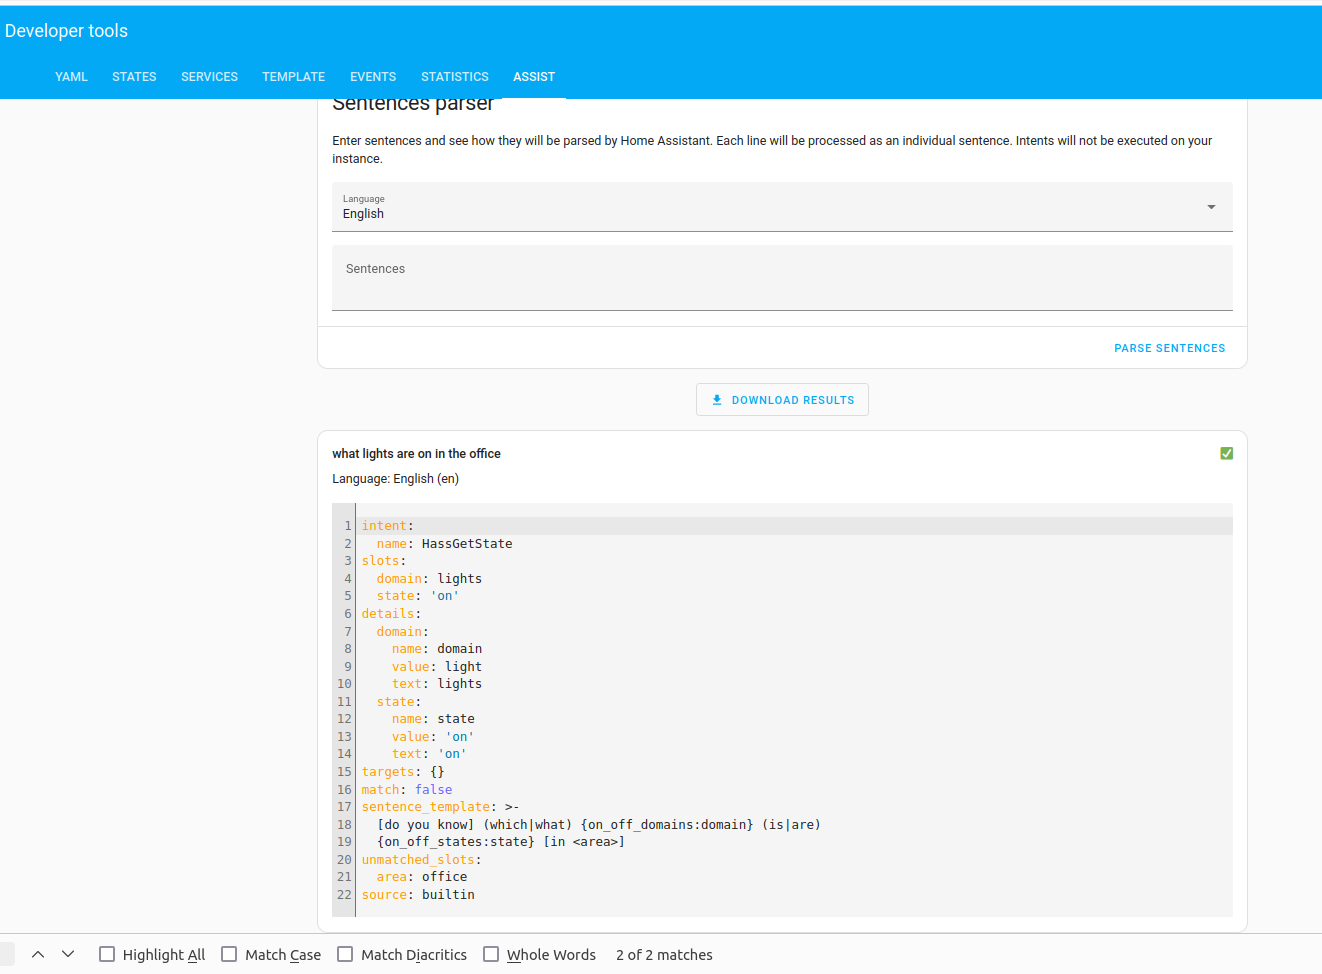 Developer tools
YAML STATES SERVICES TEMPLATE EVENTS STATISTICS ASSIST
Sentences parser
Enter sentences and see how they will be parsed by Home Assistant. Each line will be processed as an individual sentence. Intents will not be executed on your
instance.
Language
English
Sentences
PARSE SENTENCES
DOWNLOAD RESULTS
what lights are on in the office
Language: English (en)
1 intent:
2   name: HassGetState
3 slots:
4   domain: lights
5   state: 'on'
6 details:
7   domain:
8     name: domain
9     value: light
10     text: lights
11   state:
12     name: state
13     value: 'on'
14     text: 'on'
15 targets: {}
16 match: false
17 sentence_template: >-
18   [do you know] (which|what) {on_off_domains:domain} (is|are)
19   {on_off_states:state} [in <area>]
20 unmatched_slots:
21   area: office
22 source: builtin
Highlight All Match Case Match Diacritics Whole Words 2 of 2 matches